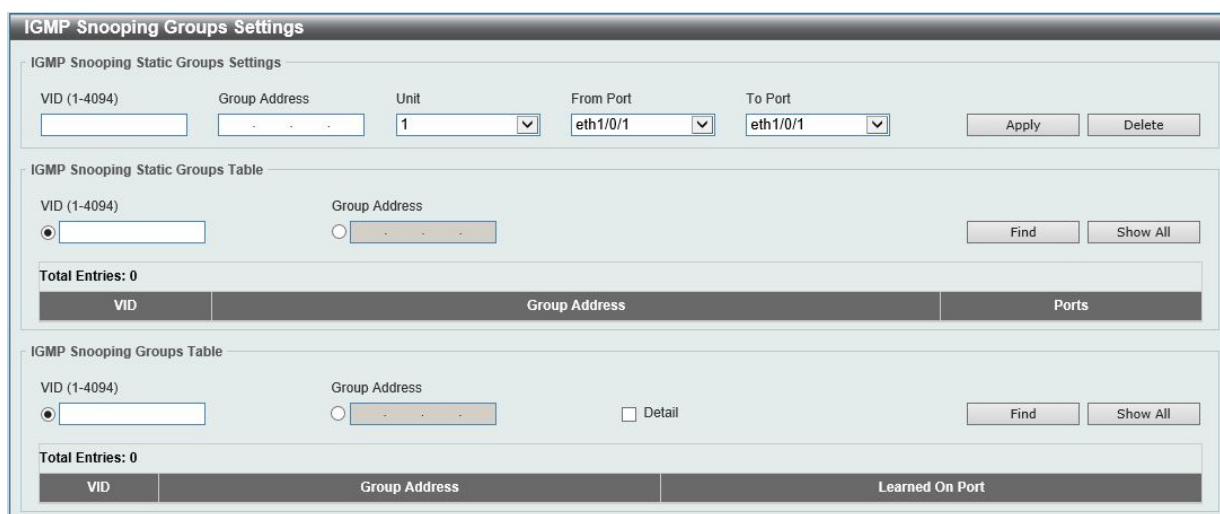 IGMP Snooping Groups Settings
IGMP Snooping Static Groups Settings
VID (1-4094) Group Address Unit From Port To Port
. . . 1 eth1/0/1 eth1/0/1 Apply Delete
IGMP Snooping Static Groups Table
VID (1-4094) Group Address
. . . Find Show All
Total Entries: 0
VID Group Address Ports
IGMP Snooping Groups Table
VID (1-4094) Group Address
. . . Detail Find Show All
Total Entries: 0
VID Group Address Learned On Port